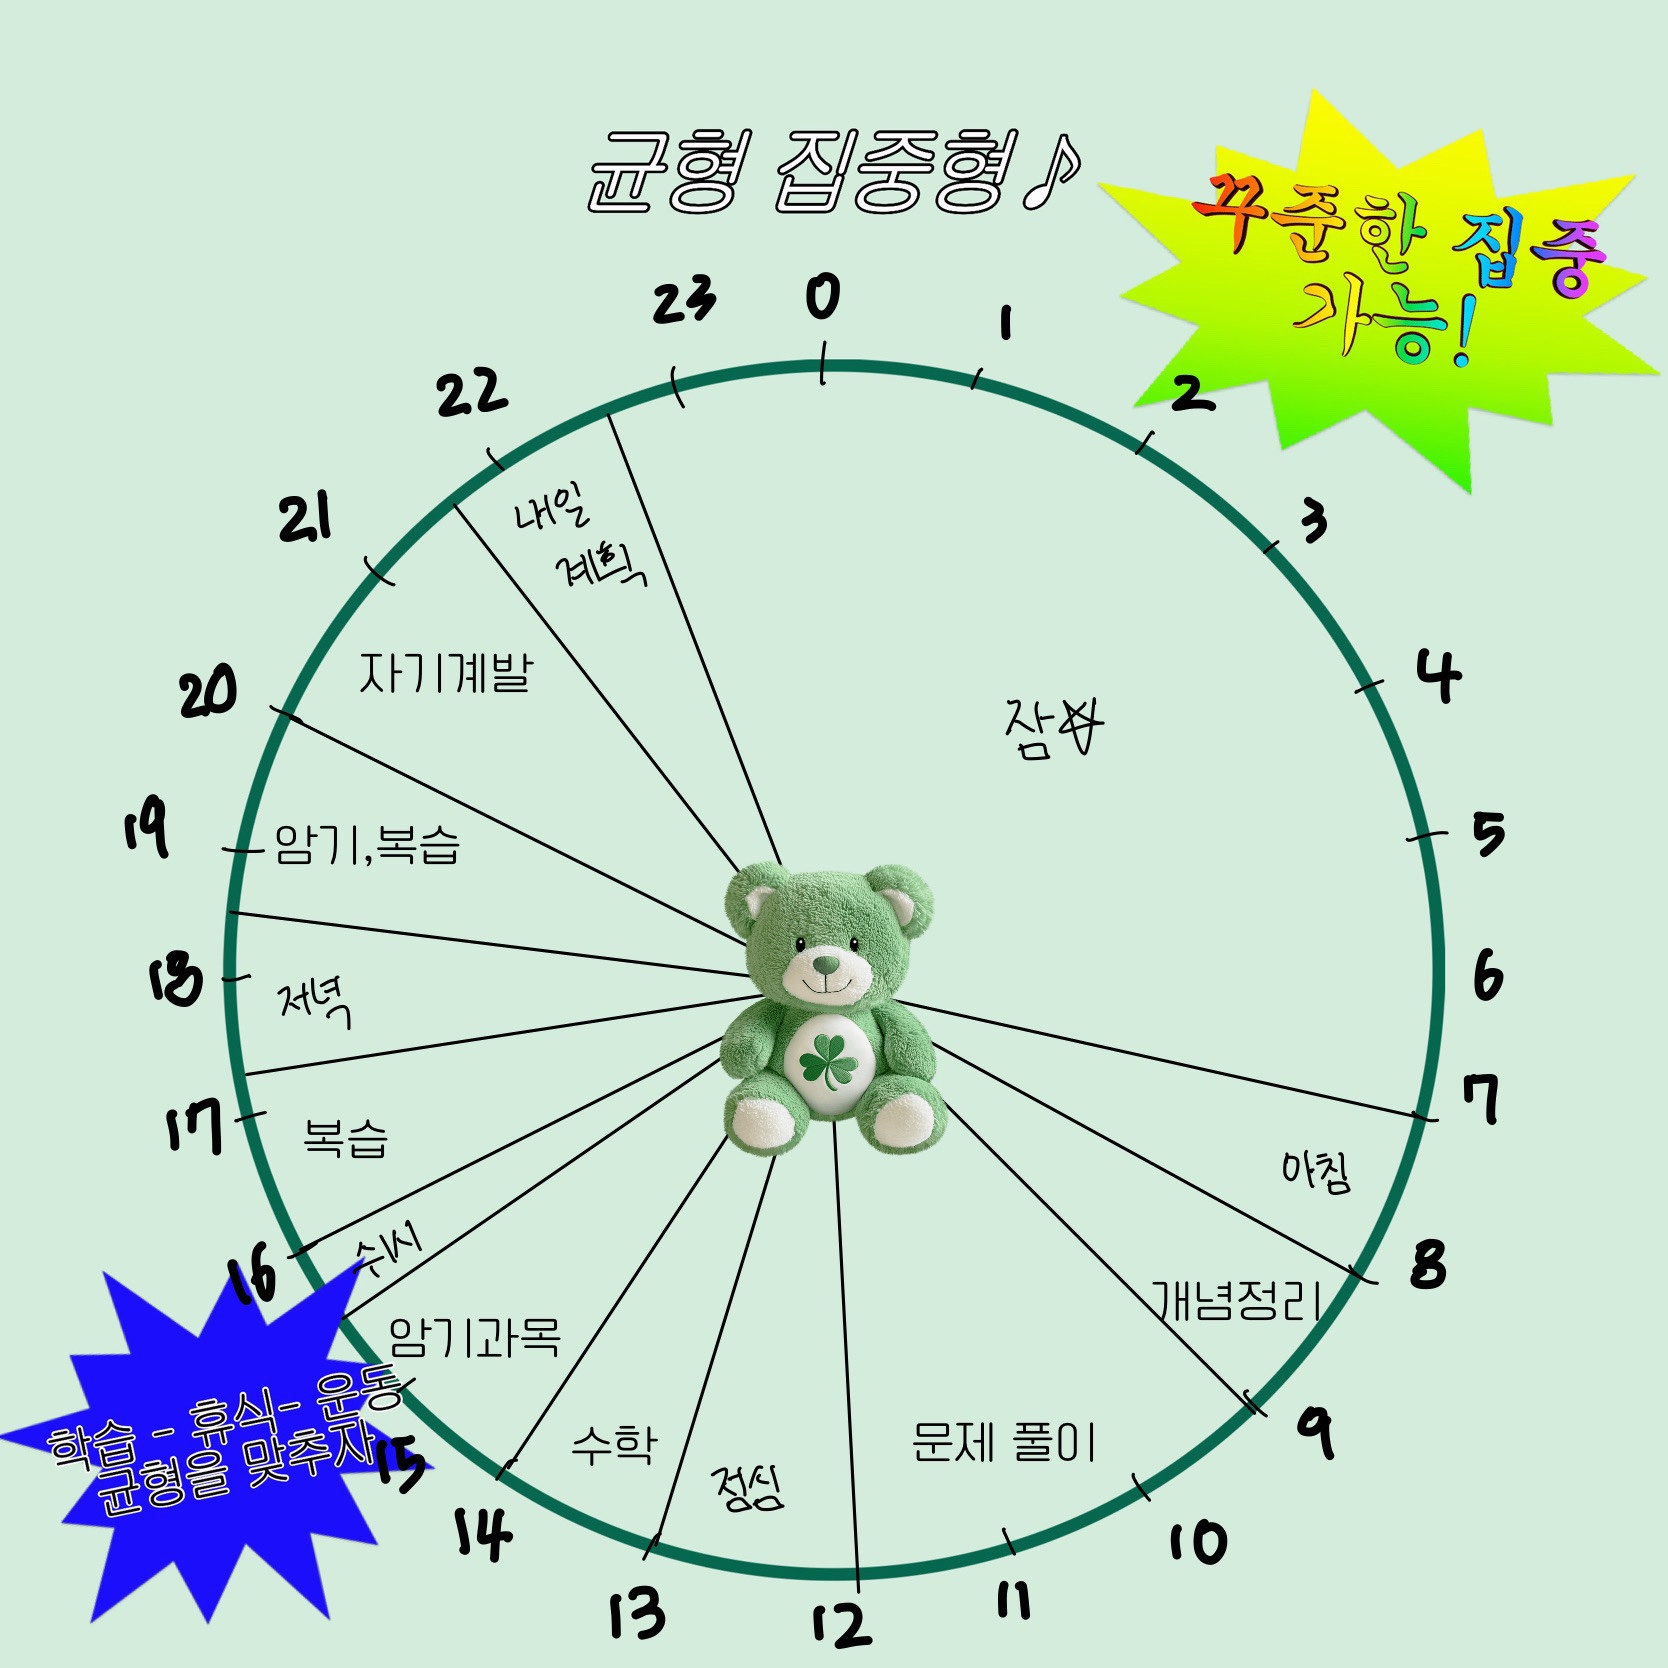 균형 집중형♪
꾸준한 집중
가능!
0
1
2
3
4
5
6
7
8
9
10
11
12
13
14
15
16
17
18
19
20
21
22
23
잠☆
아침
개념정리
문제 풀이
점심
수학
암기과목
쉬시
복습
저녁
암기,복습
자기계발
내일
계획
학습 - 휴식- 운동
균형을 맞추자